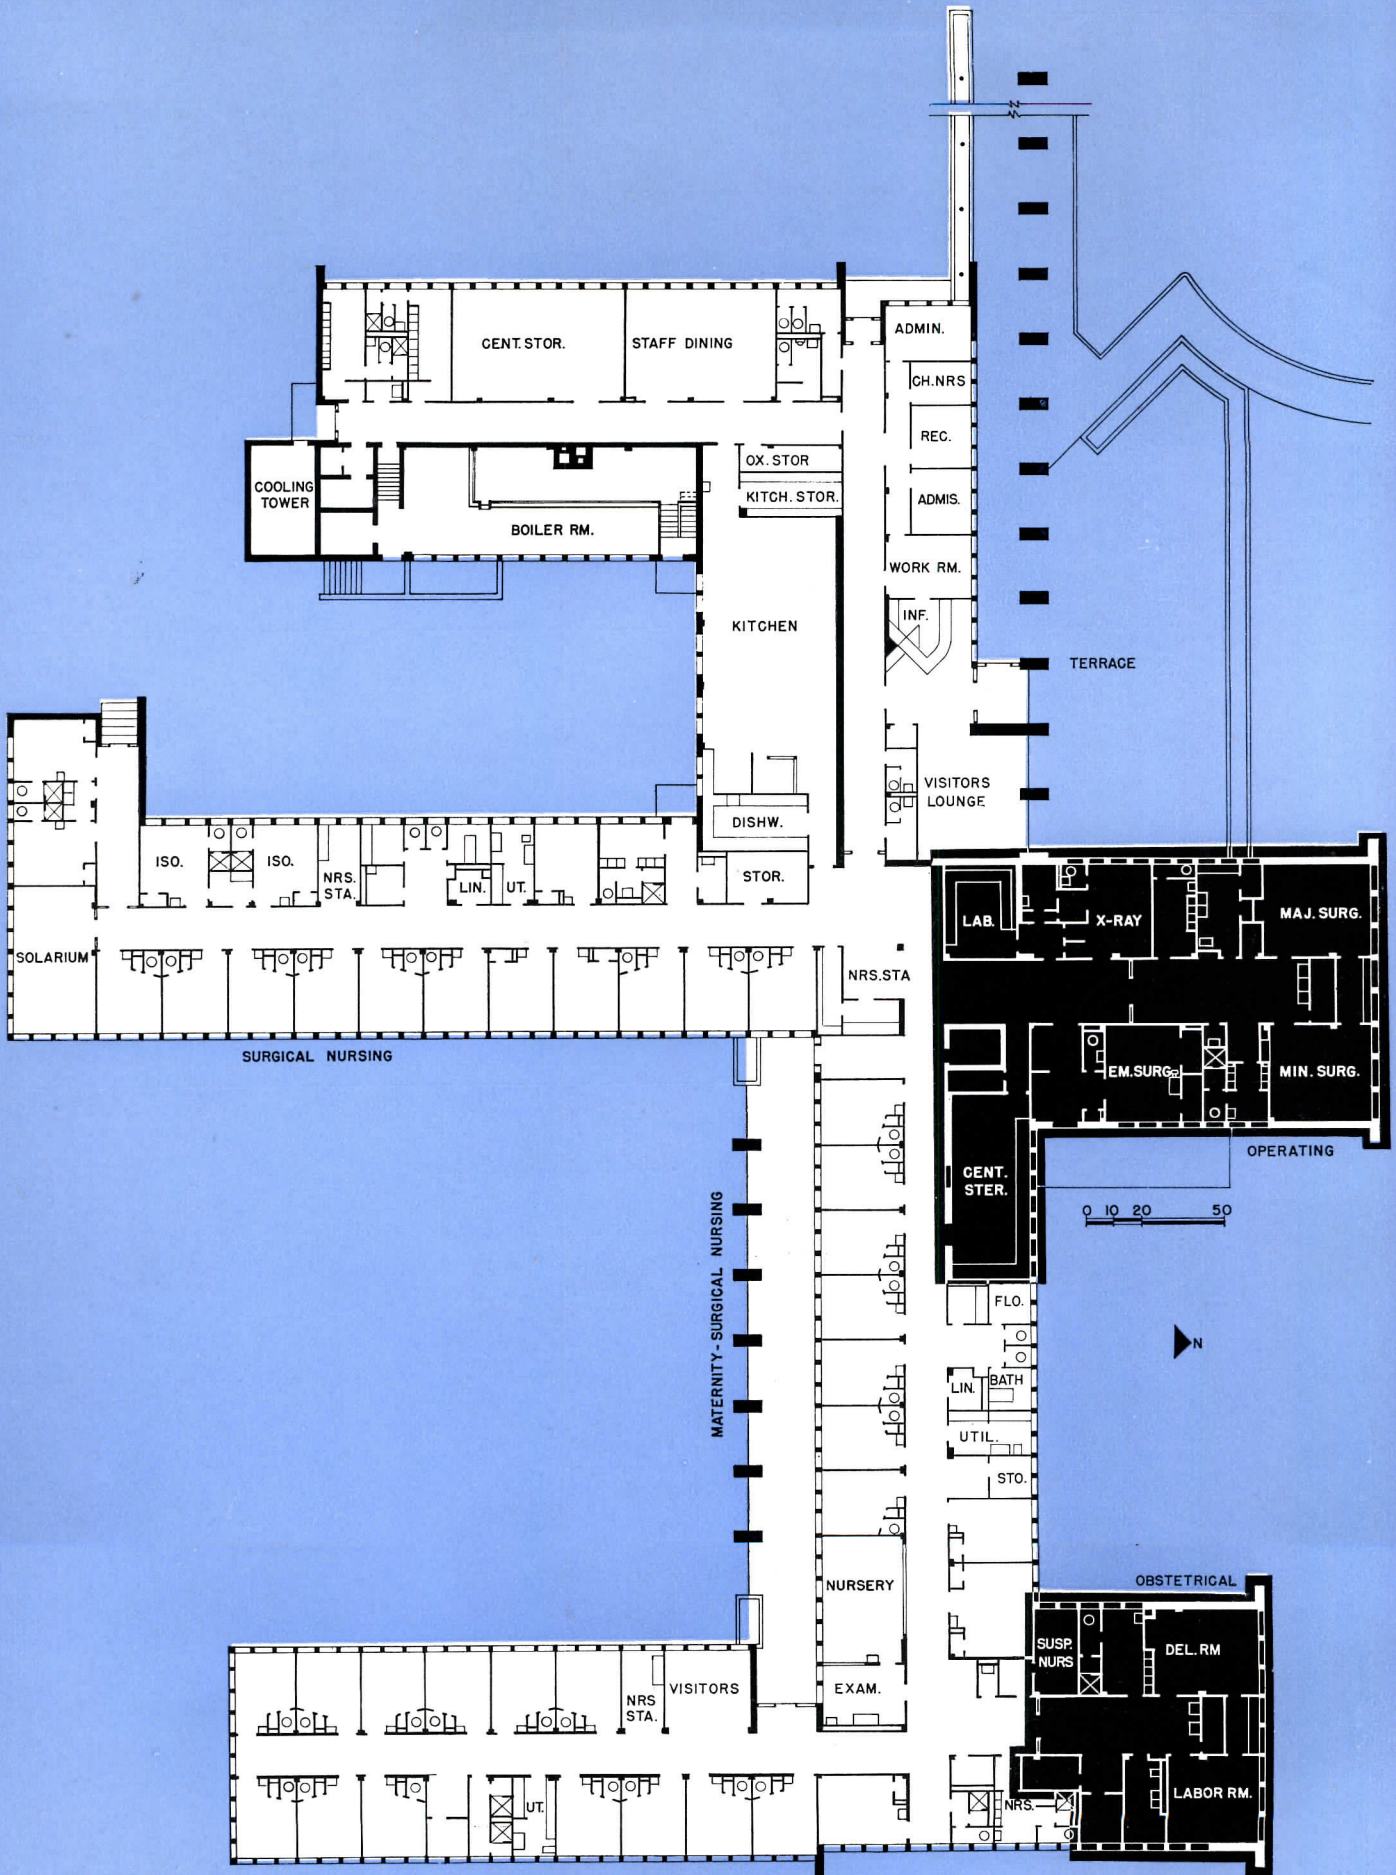 ADMIN.
CENT. STOR.
STAFF DINING
CH.NRS
REC.
OX. STOR
COOLING
TOWER
KITCH. STOR.
ADMIS.
BOILER RM.
WORK RM.
INF.
KITCHEN
TERRACE
VISITORS
LOUNGE
DISHW.
ISO.
ISO.
NRS.
STA.
LIN.
UT.
STOR.
LAB.
X-RAY
MAJ. SURG.
SOLARIUM
NRS.STA
SURGICAL NURSING
EM.SURG.
MIN. SURG.
OPERATING
CENT.
STER.
0 10 20 50
MATERNITY-SURGICAL NURSING
FLO.
N
LIN.
BATH
UTIL.
STO.
NURSERY
OBSTETRICAL
SUSP.
NURS
DEL. RM
EXAM.
NRS
STA.
VISITORS
UT.
NRS.
LABOR RM.